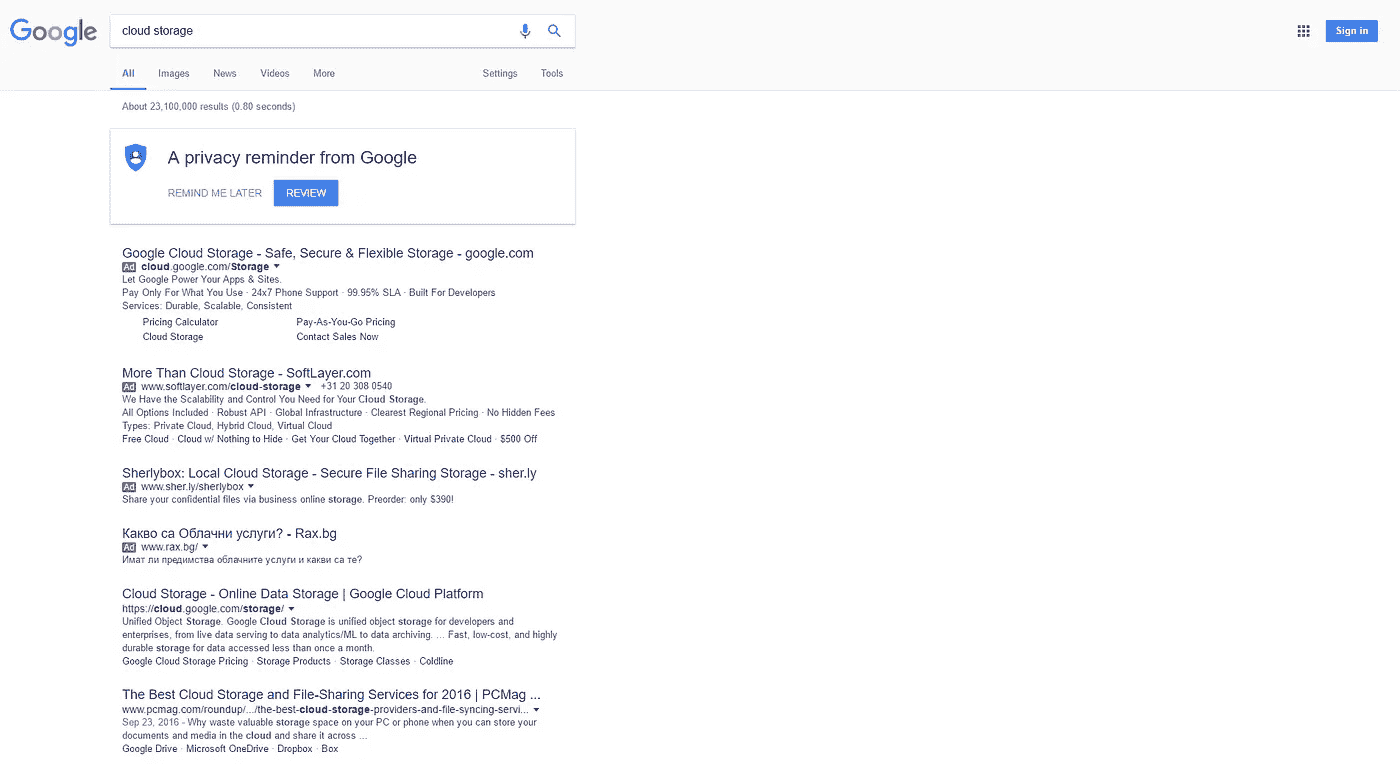 Google
cloud storage
Sign in
All Images News Videos More Settings Tools
About 23,100,000 results (0.80 seconds)
A privacy reminder from Google
REMIND ME LATER REVIEW
Google Cloud Storage - Safe, Secure & Flexible Storage - google.com
Ad cloud.google.com/Storage
Let Google Power Your Apps & Sites.
Pay Only For What You Use · 24x7 Phone Support · 99.95% SLA · Built For Developers
Services: Durable, Scalable, Consistent
Pricing Calculator Pay-As-You-Go Pricing
Cloud Storage Contact Sales Now
More Than Cloud Storage - SoftLayer.com
Ad www.softlayer.com/cloud-storage +31 20 308 0540
We Have the Scalability and Control You Need for Your Cloud Storage.
All Options Included · Robust API · Global Infrastructure · Clearest Regional Pricing · No Hidden Fees
Types: Private Cloud, Hybrid Cloud, Virtual Cloud
Free Cloud · Cloud w/ Nothing to Hide · Get Your Cloud Together · Virtual Private Cloud · $500 Off
Sherlybox: Local Cloud Storage - Secure File Sharing Storage - sher.ly
Ad www.sher.ly/sherlybox
Share your confidential files via business online storage. Preorder: only $390!
Какво са Облачни услуги? - Rax.bg
Ad www.rax.bg/
Имат ли предимства облачните услуги и какви са те?
Cloud Storage - Online Data Storage | Google Cloud Platform
https://cloud.google.com/storage/
Unified Object Storage. Google Cloud Storage is unified object storage for developers and
enterprises, from live data serving to data analytics/ML to data archiving. ... Fast, low-cost, and highly
durable storage for data accessed less than once a month.
Google Cloud Storage Pricing · Storage Products · Storage Classes · Coldline
The Best Cloud Storage and File-Sharing Services for 2016 | PCMag ...
www.pcmag.com/roundup/.../the-best-cloud-storage-providers-and-file-syncing-servi...
Sep 23, 2016 - Why waste valuable storage space on your PC or phone when you can store your
documents and media in the cloud and share it across ...
Google Drive · Microsoft OneDrive · Dropbox · Box